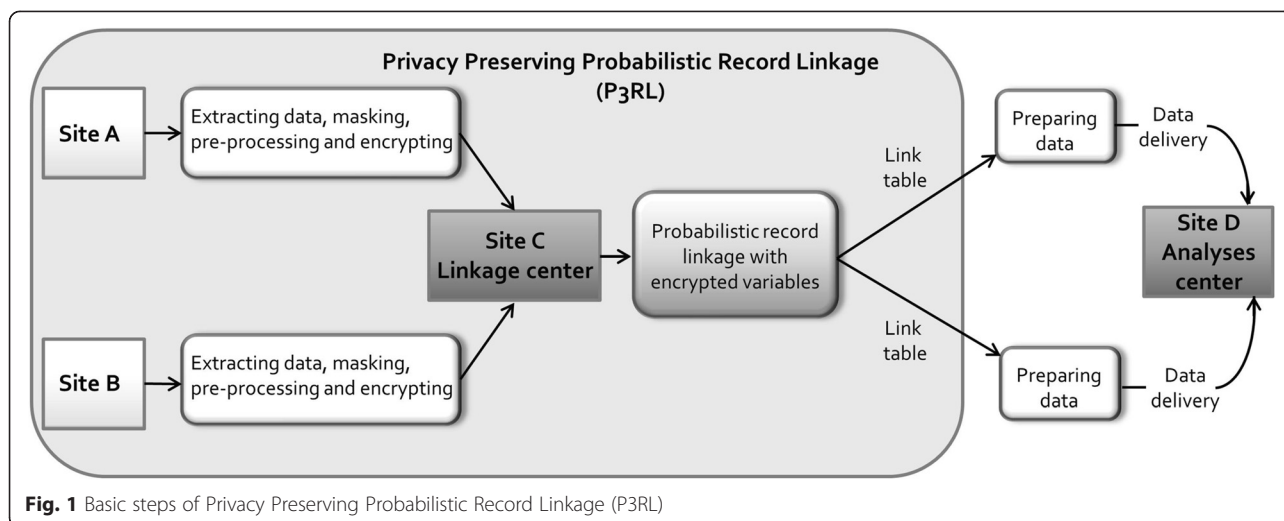 Privacy Preserving Probabilistic Record Linkage
(P3RL)
Site A
Extracting data, masking,
pre-processing and encrypting
Preparing
data
Data
delivery
Link
table
Site C
Linkage center
Probabilistic record
linkage with
encrypted variables
Site D
Analyses
center
Link
table
Site B
Extracting data, masking,
pre-processing and encrypting
Preparing
data
Data
delivery
Fig. 1 Basic steps of Privacy Preserving Probabilistic Record Linkage (P3RL)